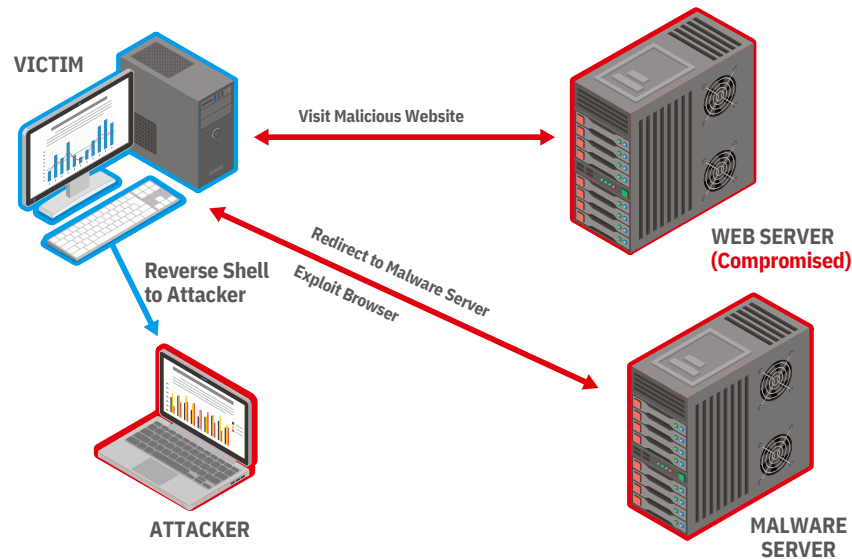 VICTIM
Visit Malicious Website
WEB SERVER
(Compromised)
Redirect to Malware Server
Exploit Browser
Reverse Shell
to Attacker
ATTACKER
MALWARE
SERVER